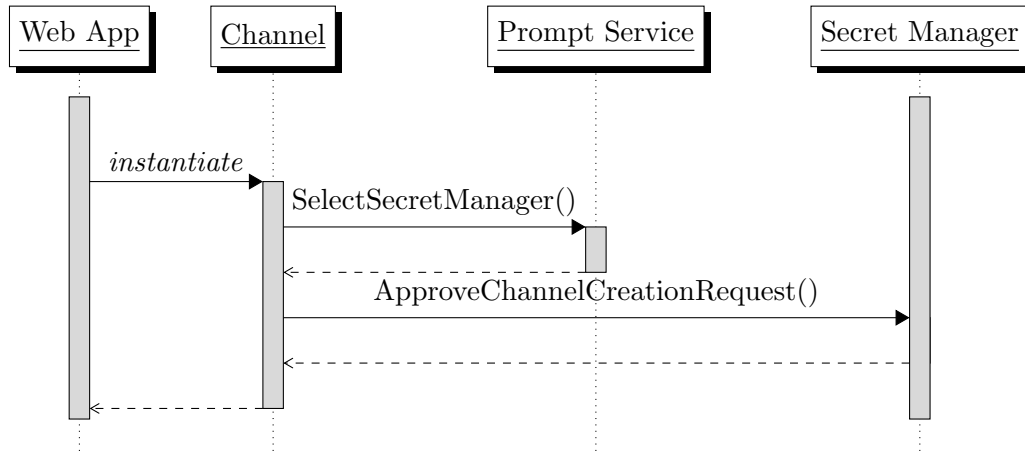 Web App
Channel
Prompt Service
Secret Manager
instantiate
SelectSecretManager()
ApproveChannelCreationRequest()